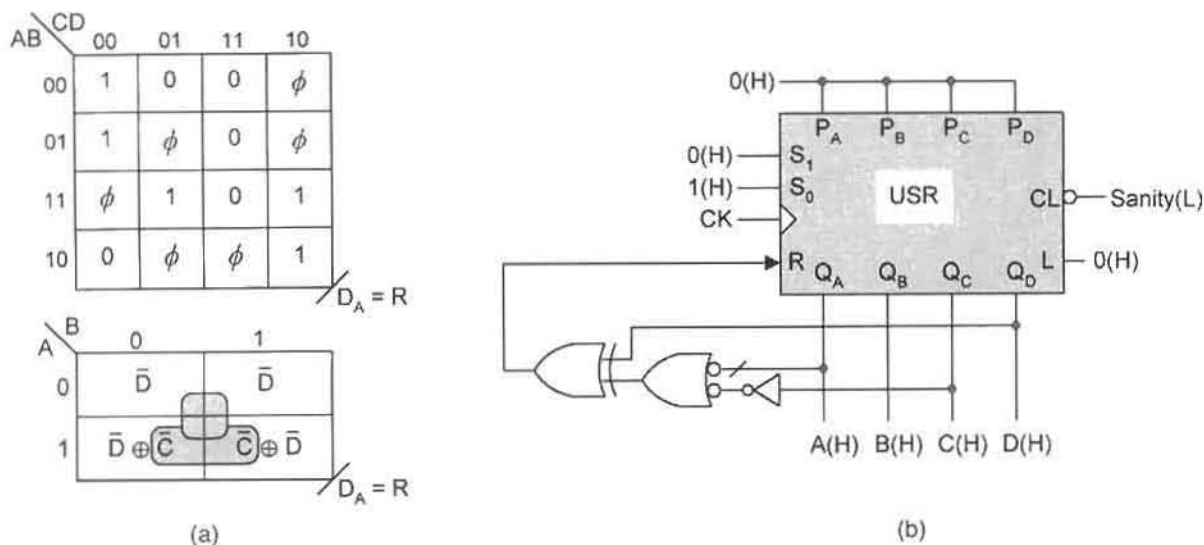 CD
AB 00 01 11 10
00 1 0 0 ϕ
01 1 ϕ 0 ϕ
11 ϕ 1 0 1
10 0 ϕ ϕ 1
D_A = R
B
A 0 1
0 D̄ D̄
1 D̄ ⊕ C̄ C̄ ⊕ D̄
D_A = R
(a)
0(H)
P_A P_B P_C P_D
0(H) S_1
1(H) S_0
USR
CK
CL Sanity(L)
R Q_A Q_B Q_C Q_D L 0(H)
A(H) B(H) C(H) D(H)
(b)